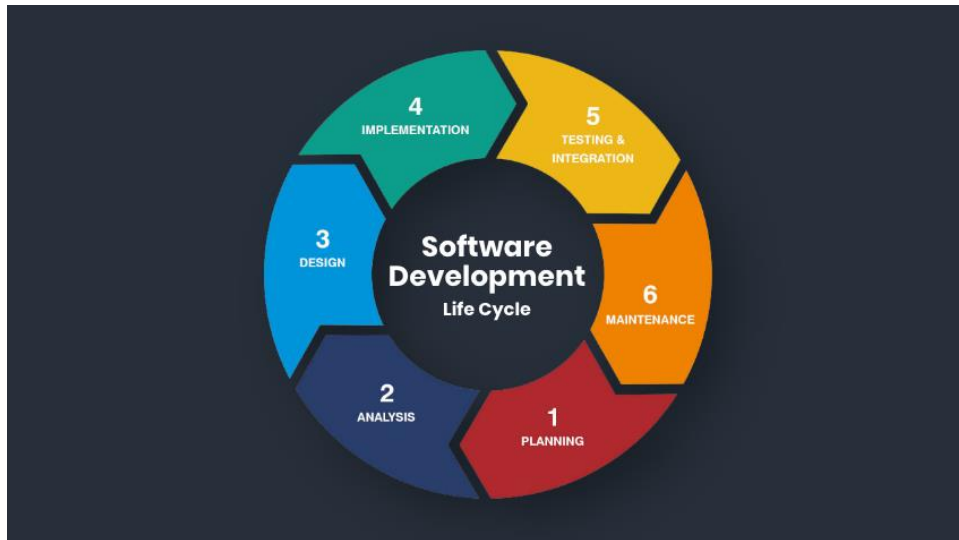 Software
Development
Life Cycle
1
PLANNING
2
ANALYSIS
3
DESIGN
4
IMPLEMENTATION
5
TESTING &
INTEGRATION
6
MAINTENANCE